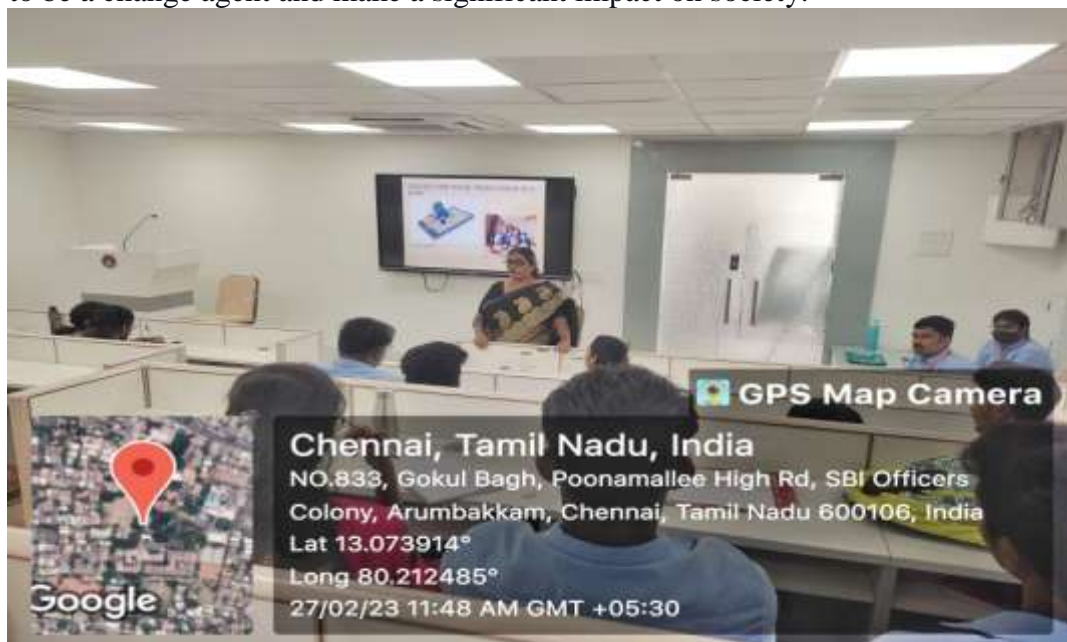 to be a change agent and make a significant impact on society.
GPS Map Camera
Chennai, Tamil Nadu, India
NO.833, Gokul Bagh, Poonamallee High Rd, SBI Officers
Colony, Arumbakkam, Chennai, Tamil Nadu 600106, India
Lat 13.073914°
Long 80.212485°
27/02/23 11:48 AM GMT +05:30
Google